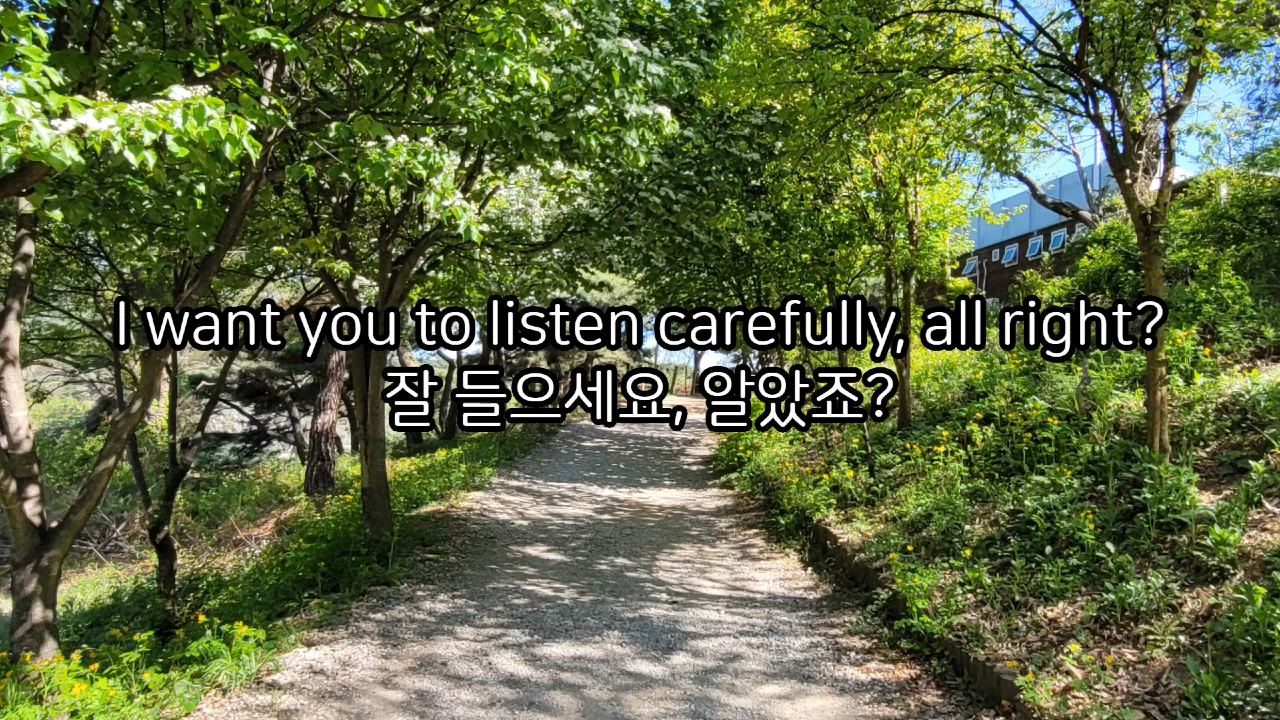 I want you to listen carefully, all right?
잘 들으세요, 알았죠?